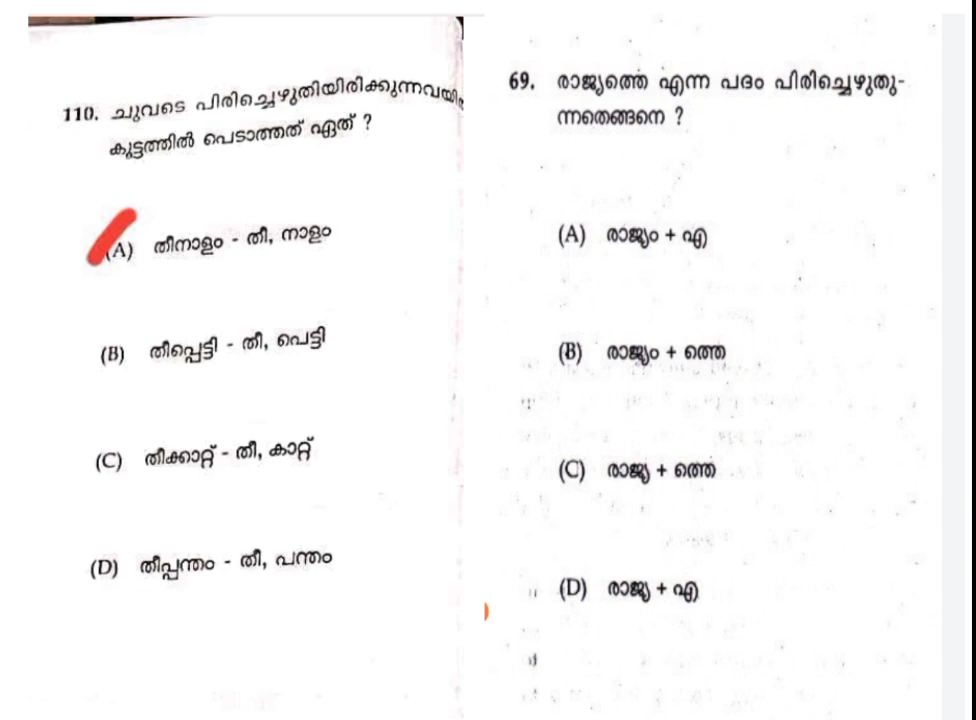 110. ചുവടെ പിരിച്ചെഴുതിയിരിക്കുന്നവയിൽ
കൂട്ടത്തിൽ പെടാത്തത് ഏത് ?
(A) തീനാളം - തീ, നാളം
(B) തീപ്പെട്ടി - തീ, പെട്ടി
(C) തീക്കാറ്റ് - തീ, കാറ്റ്
(D) തീപ്പന്തം - തീ, പന്തം
69. രാജ്യത്തെ എന്ന പദം പിരിച്ചെഴുതു-
ന്നതെങ്ങനെ ?
(A) രാജ്യം + എ
(B) രാജ്യം + ത്തെ
(C) രാജ്യ + ത്തെ
(D) രാജ്യ + എ